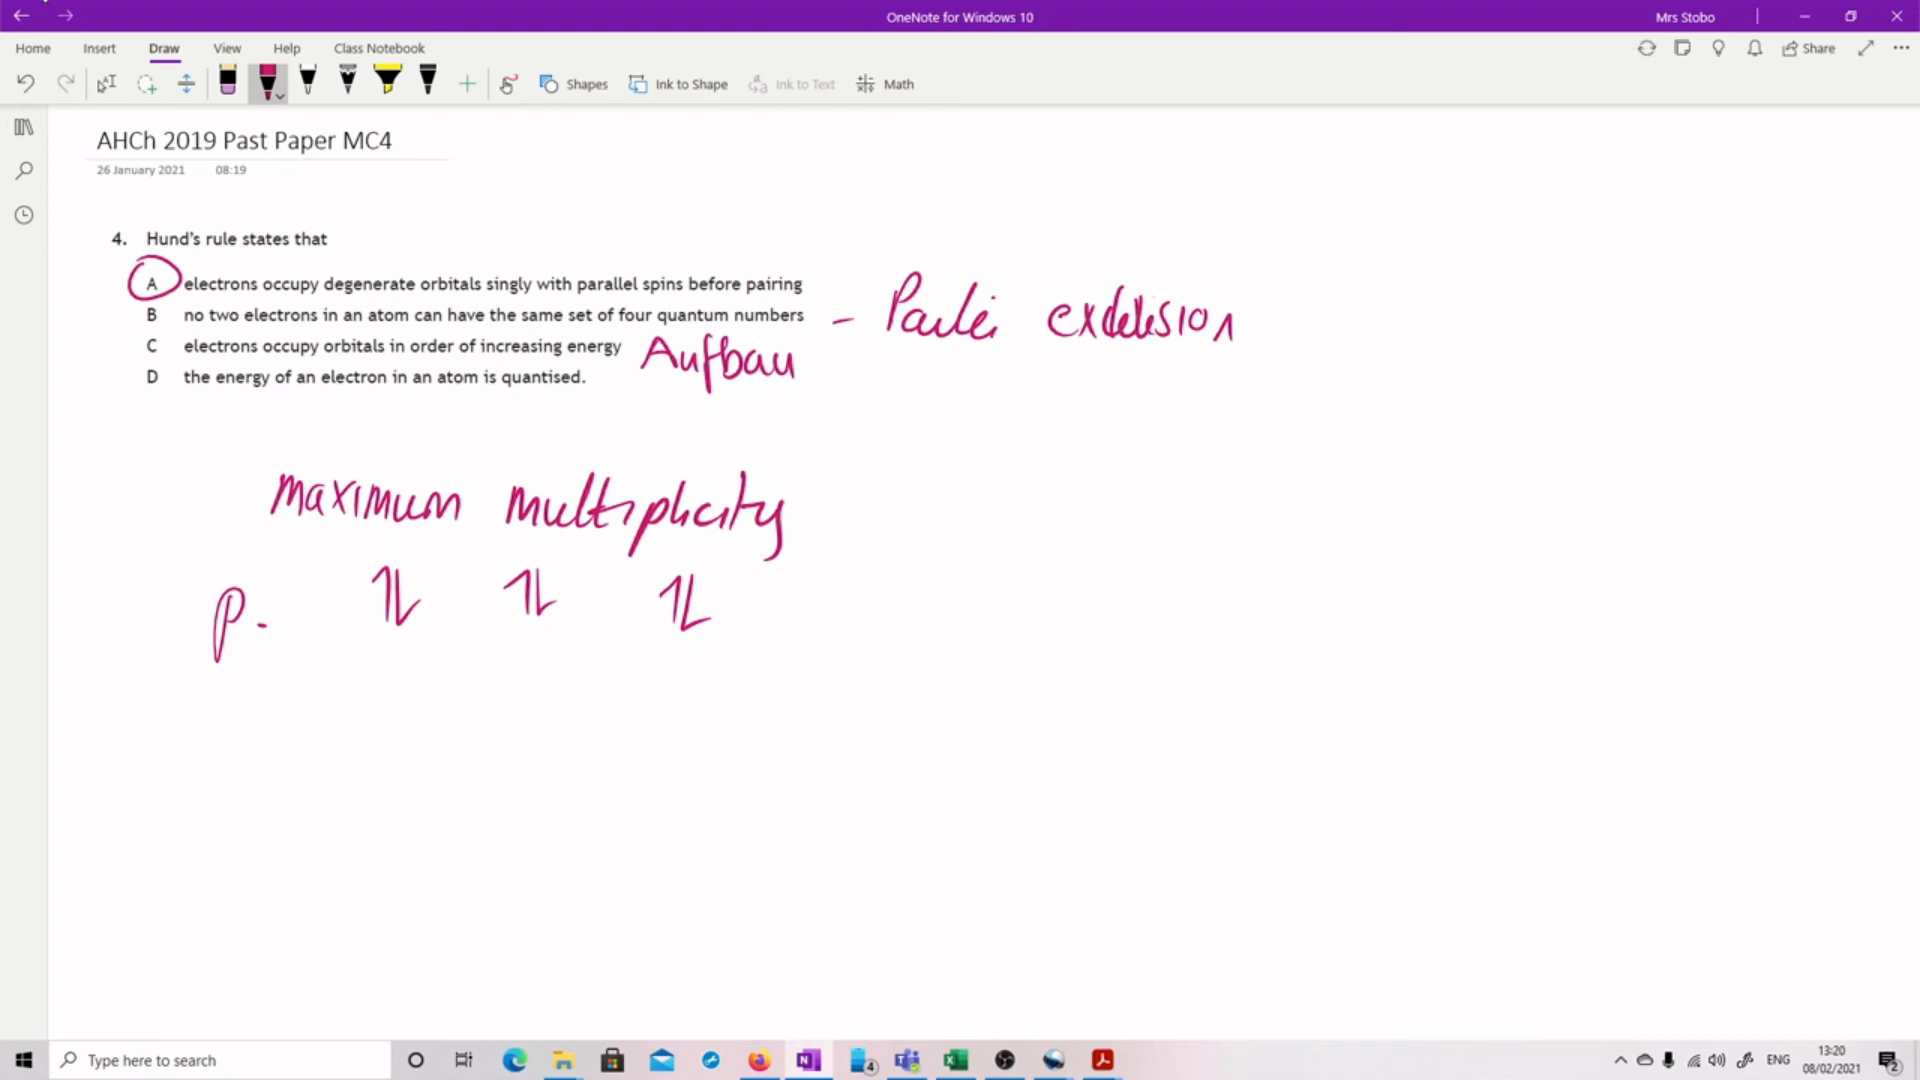 OneNote for Windows 10
Mrs Stobo
Home Insert Draw View Help Class Notebook
Share
Shapes Ink to Shape Ink to Text Math
AHCh 2019 Past Paper MC4
26 January 2021 08:19
4. Hund's rule states that
A electrons occupy degenerate orbitals singly with parallel spins before pairing
B no two electrons in an atom can have the same set of four quantum numbers - Paulei
C electrons occupy orbitals in order of increasing energy Aufbau
D the energy of an electron in an atom is quantised.
maximum multiplicity
p. ⥮ ⥮ ⥮
Type here to search
4
ENG
13:20
08/02/2021
2